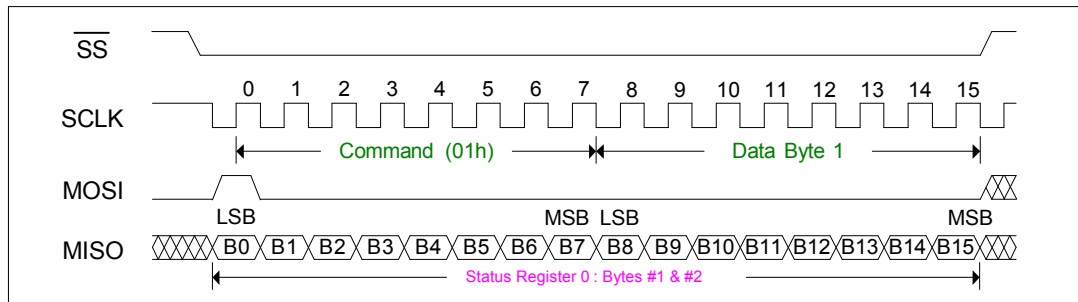 SS
0 1 2 3 4 5 6 7 8 9 10 11 12 13 14 15
SCLK
Command (01h) Data Byte 1
MOSI
LSB MSB LSB MSB
MISO B0 B1 B2 B3 B4 B5 B6 B7 B8 B9 B10 B11 B12 B13 B14 B15
Status Register 0 : Bytes #1 & #2